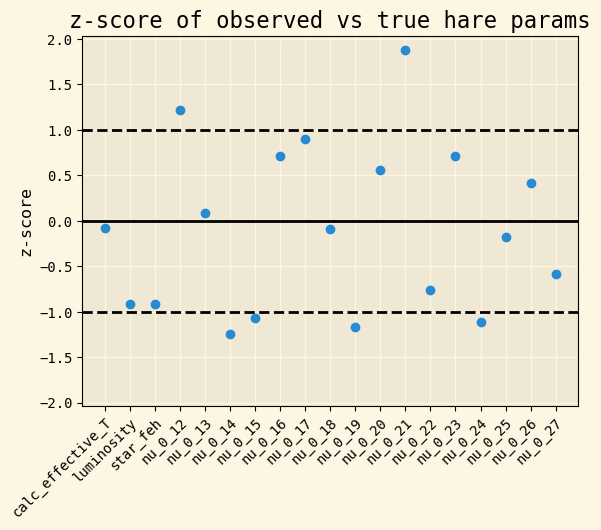 z-score of observed vs true hare params
z-score
2.0
1.5
1.0
0.5
0.0
−0.5
−1.0
−1.5
−2.0
calc_effective_T
luminosity
star_feh
nu_0_12
nu_0_13
nu_0_14
nu_0_15
nu_0_16
nu_0_17
nu_0_18
nu_0_19
nu_0_20
nu_0_21
nu_0_22
nu_0_23
nu_0_24
nu_0_25
nu_0_26
nu_0_27